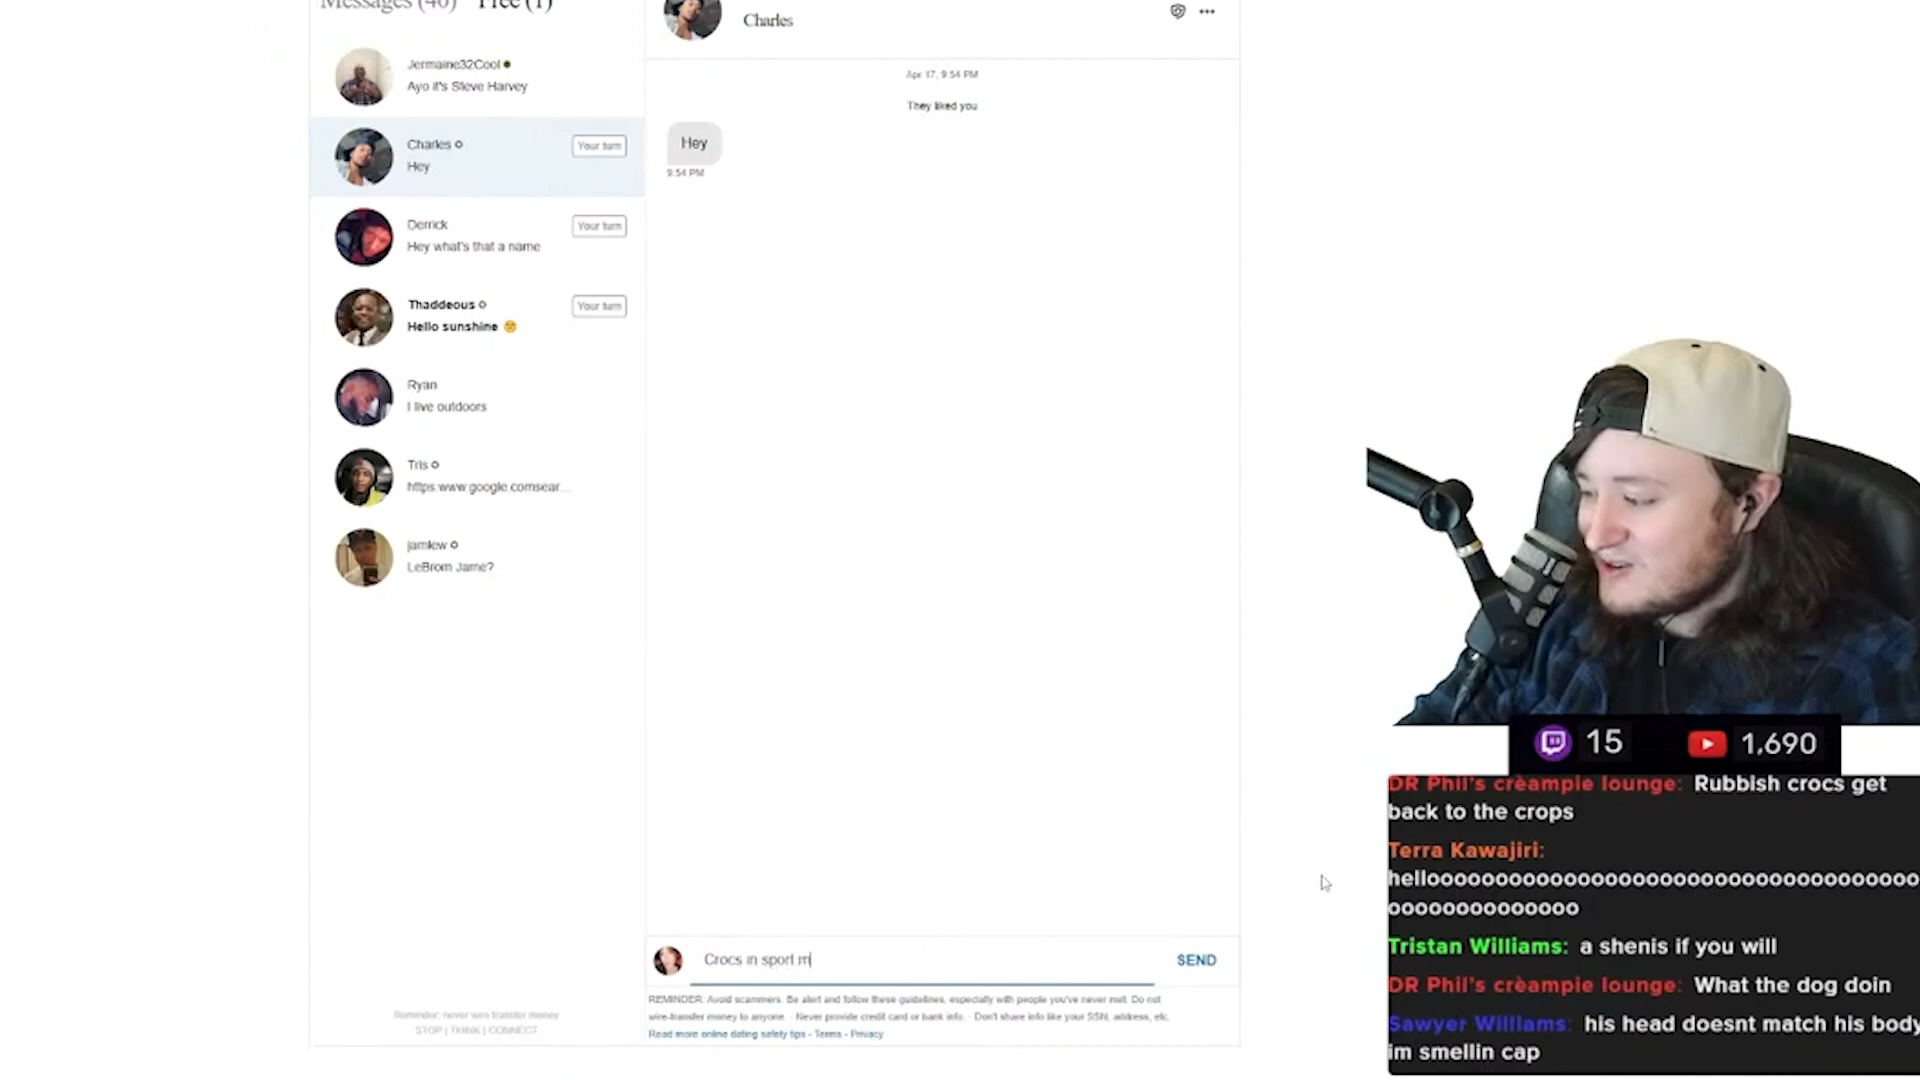 Messages (40) Free (1)
Jermaine32Cool
Ayo it's Steve Harvey
Charles
Hey
Your turn
Derrick
Hey what's that a name
Your turn
Thaddeous
Hello sunshine
Your turn
Ryan
I live outdoors
Tris
https:www.google.comsear...
jamlew
LeBrom Jame?
Reminder: never wire transfer money
STOP | THINK | CONNECT
Charles
Apr 17, 9:54 PM
They liked you
Hey
9:54 PM
Crocs in sport m
SEND
REMINDER: Avoid scammers. Be alert and follow these guidelines, especially with people you've never met: Do not
wire-transfer money to anyone. · Never provide credit card or bank info. · Don't share info like your SSN, address, etc.
Read more online dating safety tips - Terms - Privacy
15 1,690
DR Phil's crèampie lounge: Rubbish crocs get
back to the crops
Terra Kawajiri:
hellooooooooooooooooooooooooooooooooooooo
oooooooooooooo
Tristan Williams: a shenis if you will
DR Phil's crèampie lounge: What the dog doin
Sawyer Williams: his head doesnt match his body
im smellin cap